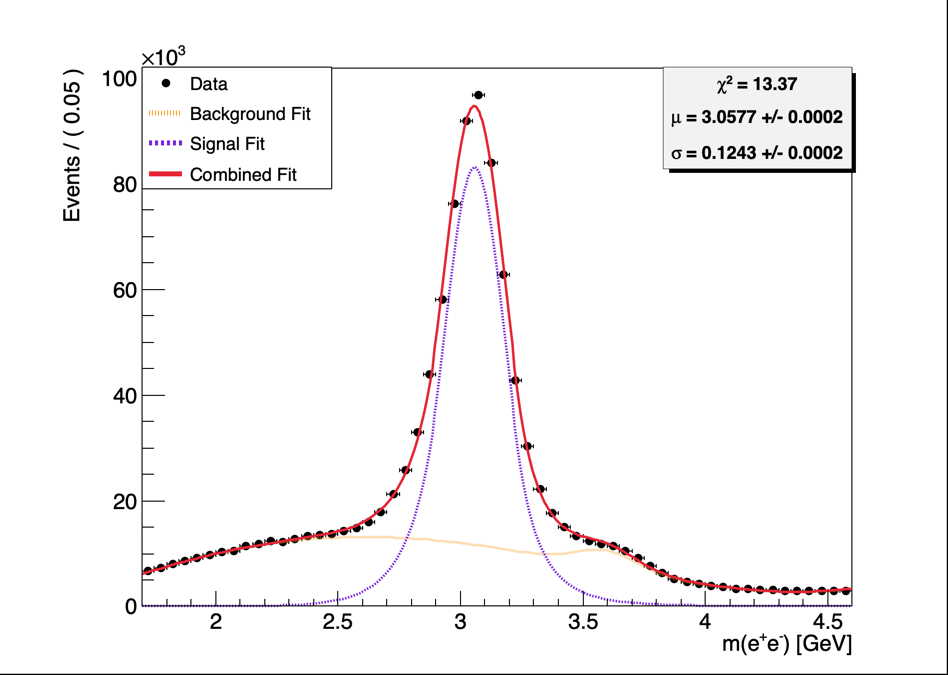 ×10³
Events / ( 0.05 )
100
80
60
40
20
0
Data
Background Fit
Signal Fit
Combined Fit
χ² = 13.37
μ = 3.0577 +/- 0.0002
σ = 0.1243 +/- 0.0002
2 2.5 3 3.5 4 4.5
m(e⁺e⁻) [GeV]